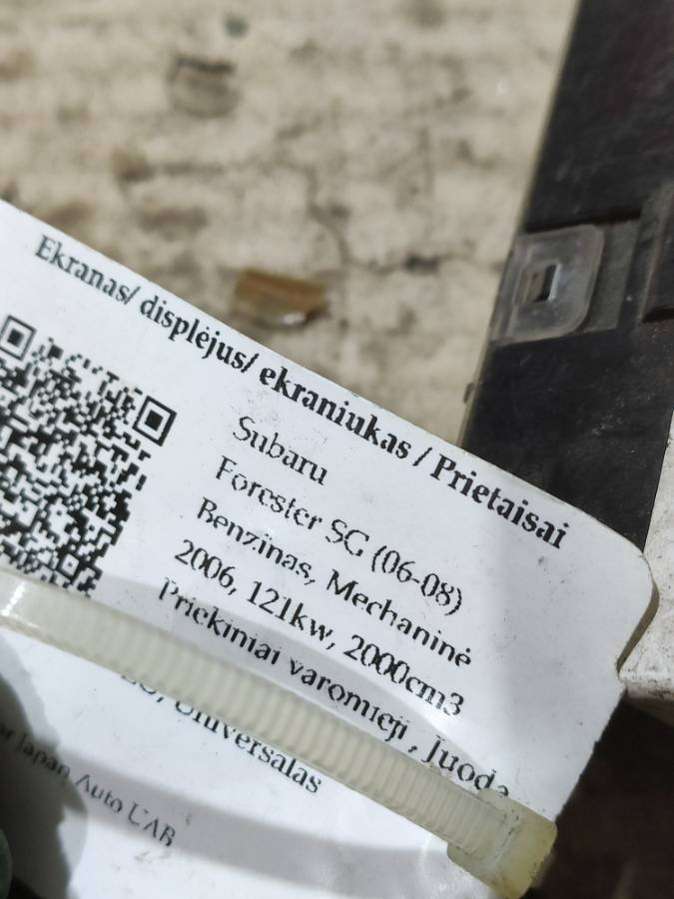 Ekranas/ displėjus/ ekraniukas / Prietaisai
Subaru
Forester SG (06-08)
Benzinas, Mechaninė
2006, 121kw, 2000cm3
Priekiniai varomieji , Juoda
Universalas
Japan Auto UAB